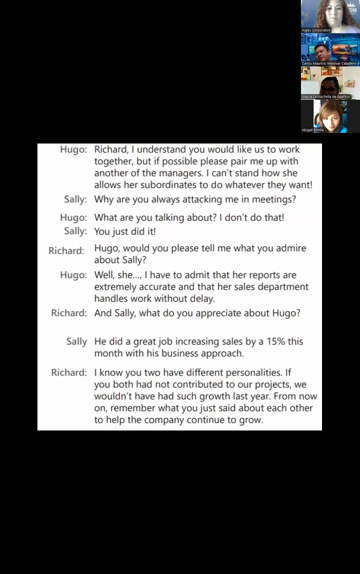 Inglés Corporativo
Hugo: Richard, I understand you would like us to work
together, but if possible please pair me up with
another of the managers. I can't stand how she
allows her subordinates to do whatever they want!
Sally: Why are you always attacking me in meetings?
Hugo: What are you talking about? I don't do that!
Sally: You just did it!
Richard: Hugo, would you please tell me what you admire
about Sally?
Hugo: Well, she..., I have to admit that her reports are
extremely accurate and that her sales department
handles work without delay.
Richard: And Sally, what do you appreciate about Hugo?
Sally He did a great job increasing sales by a 15% this
month with his business approach.
Richard: I know you two have different personalities. If
you both had not contributed to our projects, we
wouldn't have had such growth last year. From now
on, remember what you just said about each other
to help the company continue to grow.